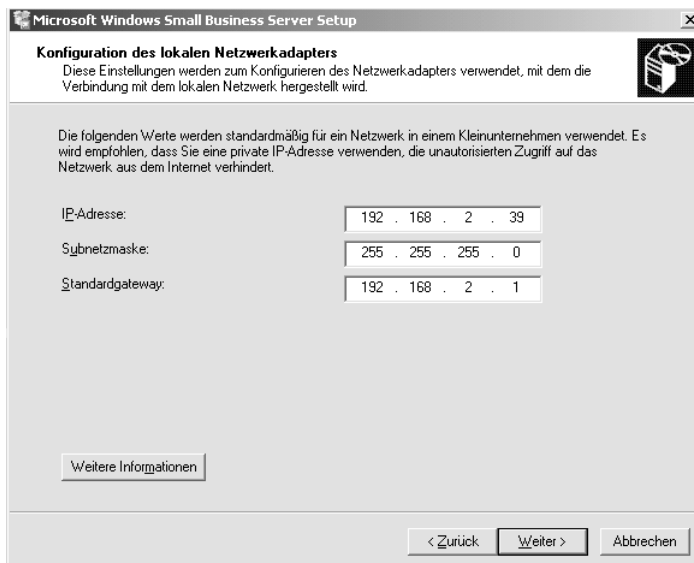 Microsoft Windows Small Business Server Setup
Konfiguration des lokalen Netzwerkadapters
Diese Einstellungen werden zum Konfigurieren des Netzwerkadapters verwendet, mit dem die
Verbindung mit dem lokalen Netzwerk hergestellt wird.
Die folgenden Werte werden standardmäßig für ein Netzwerk in einem Kleinunternehmen verwendet. Es
wird empfohlen, dass Sie eine private IP-Adresse verwenden, die unautorisierten Zugriff auf das
Netzwerk aus dem Internet verhindert.
IP-Adresse: 192 . 168 . 2 . 39
Subnetzmaske: 255 . 255 . 255 . 0
Standardgateway: 192 . 168 . 2 . 1
Weitere Informationen
< Zurück Weiter > Abbrechen